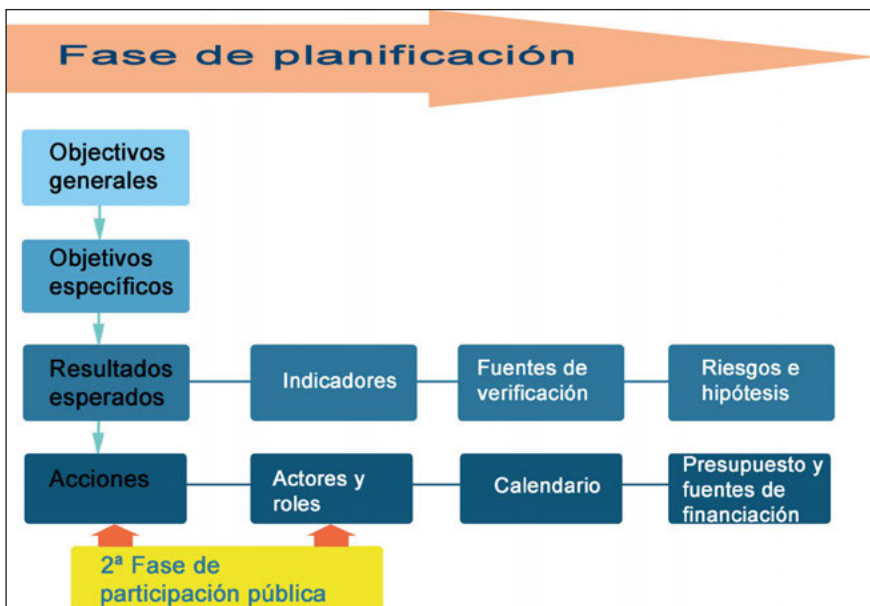 Fase de planificación
Objectivos
generales
Objetivos
específicos
Resultados
esperados
Indicadores
Fuentes de
verificación
Riesgos e
hipótesis
Acciones
Actores y
roles
Calendario
Presupuesto y
fuentes de
financiación
2ª Fase de
participación pública